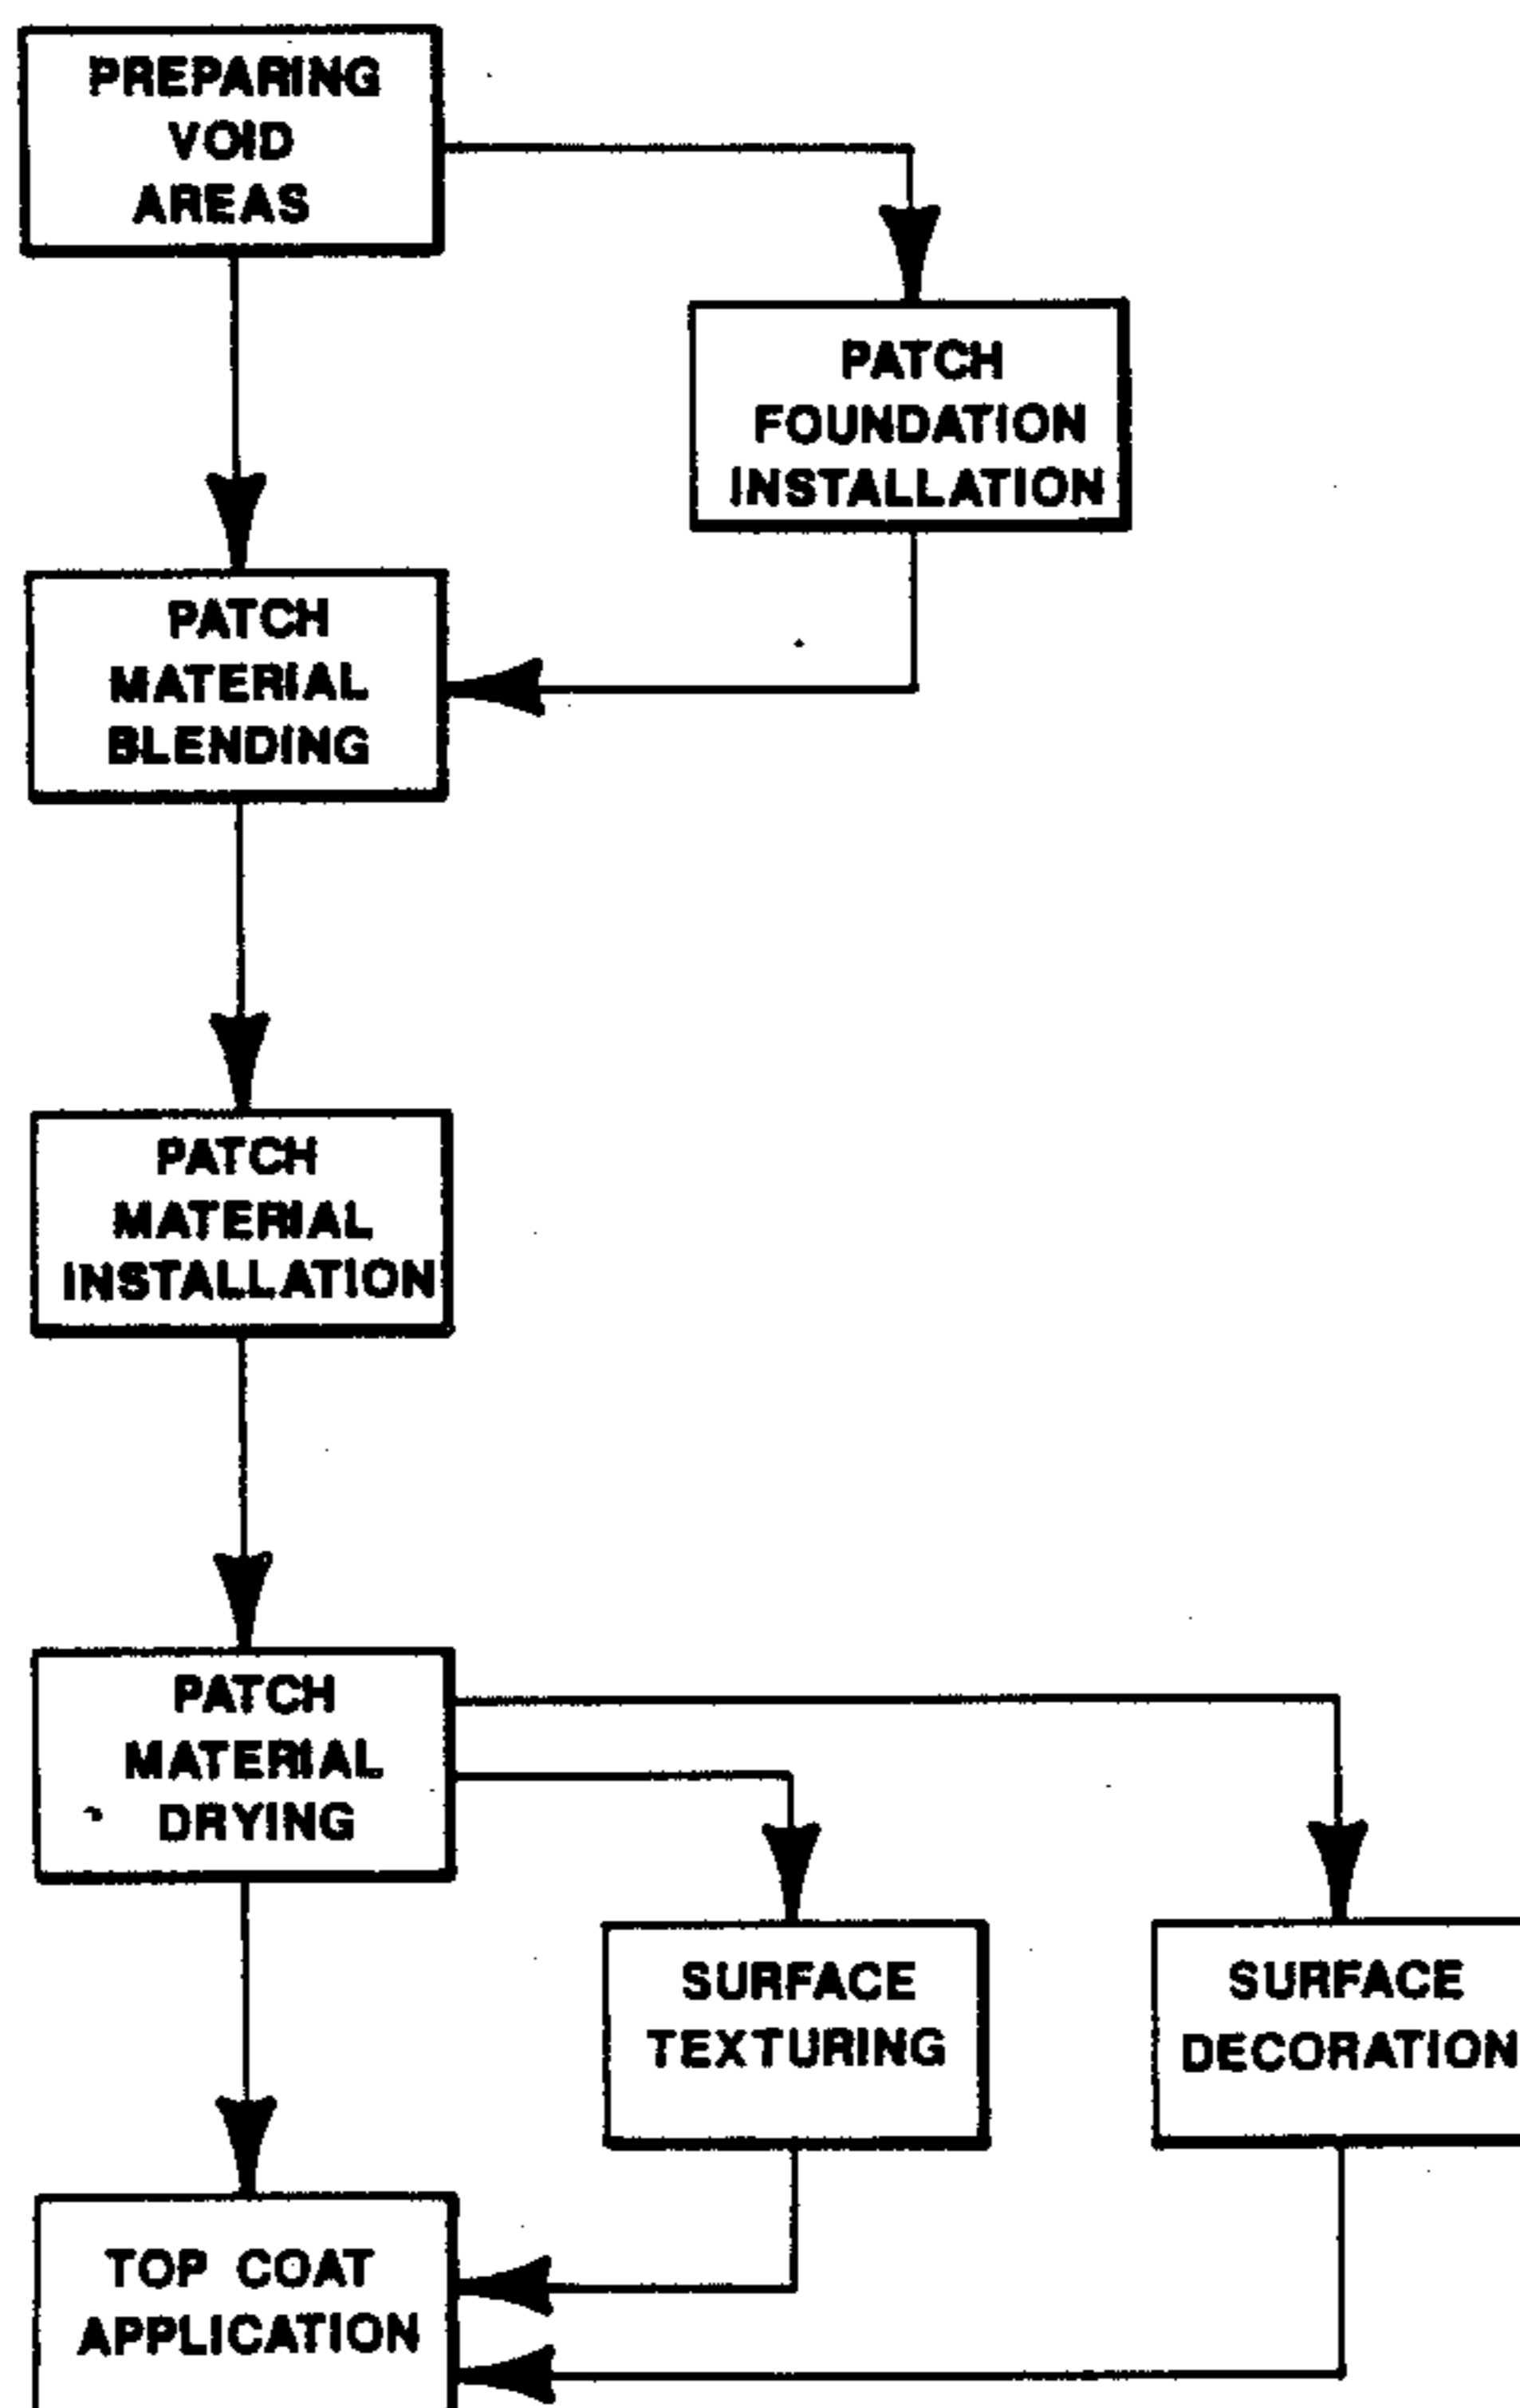 PREPARING
VOID
AREAS
PATCH
FOUNDATION
INSTALLATION
PATCH
MATERIAL
BLENDING
PATCH
MATERIAL
INSTALLATION
PATCH
MATERIAL
DRYING
SURFACE
TEXTURING
SURFACE
DECORATION
TOP COAT
APPLICATION